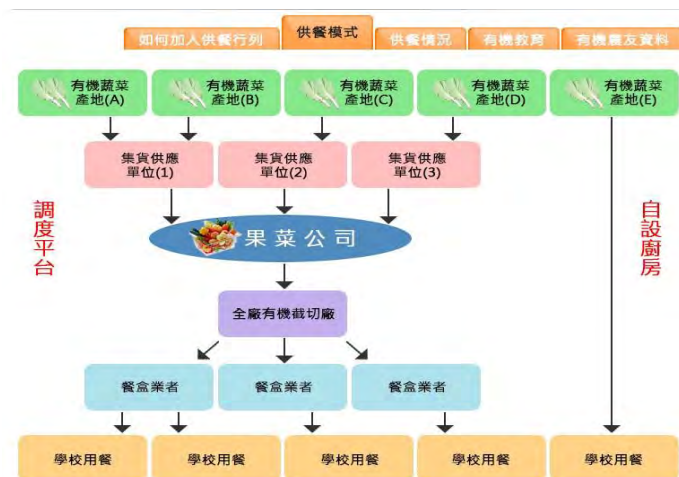 如何加入供餐行列
供餐模式
供餐情況
有機教育
有機農友資料
有機蔬菜
產地(A)
有機蔬菜
產地(B)
有機蔬菜
產地(C)
有機蔬菜
產地(D)
有機蔬菜
產地(E)
集貨供應
單位(1)
集貨供應
單位(2)
集貨供應
單位(3)
調度平台
自設廚房
果菜公司
全廠有機截切廠
餐盒業者
餐盒業者
餐盒業者
學校用餐
學校用餐
學校用餐
學校用餐
學校用餐